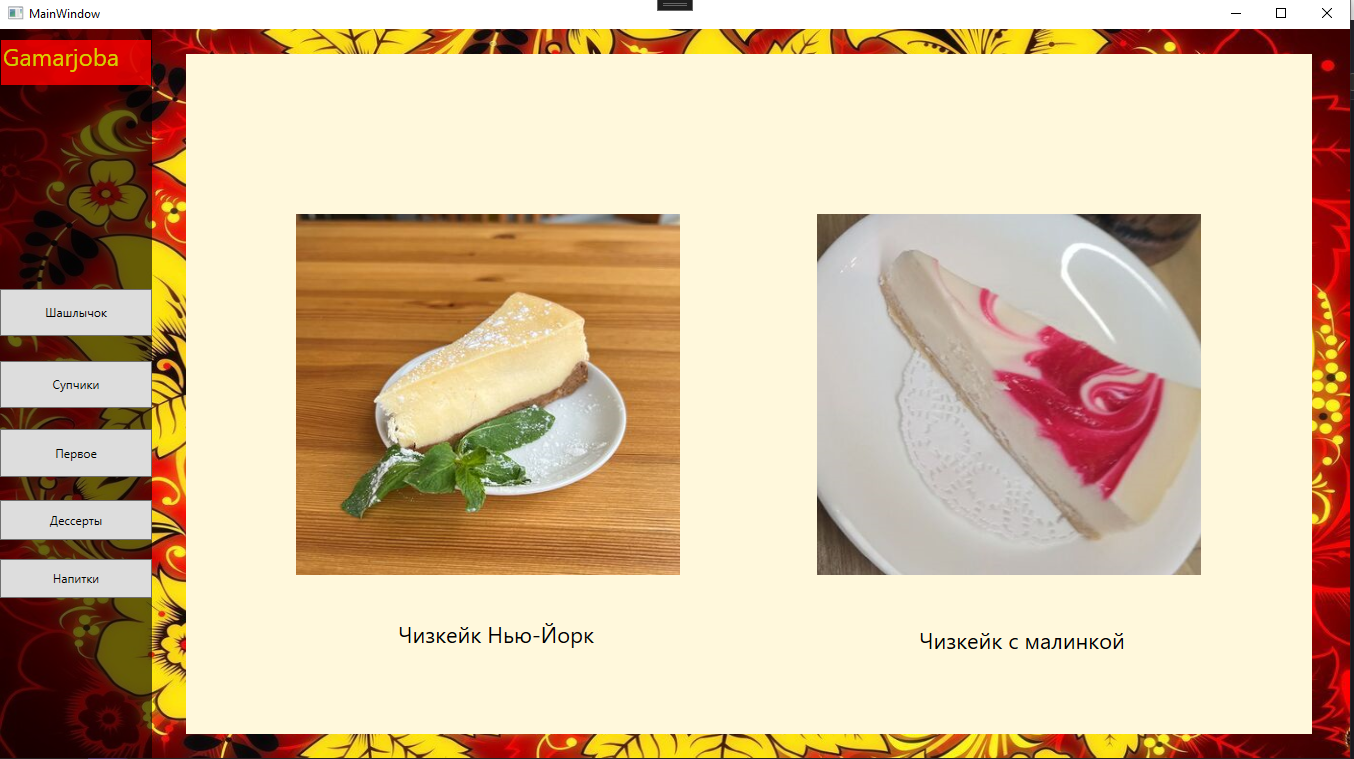 MainWindow
Gamarjoba
Шашлычок
Супчики
Первое
Дессерты
Напитки
Чизкейк Нью-Йорк
Чизкейк с малинкой